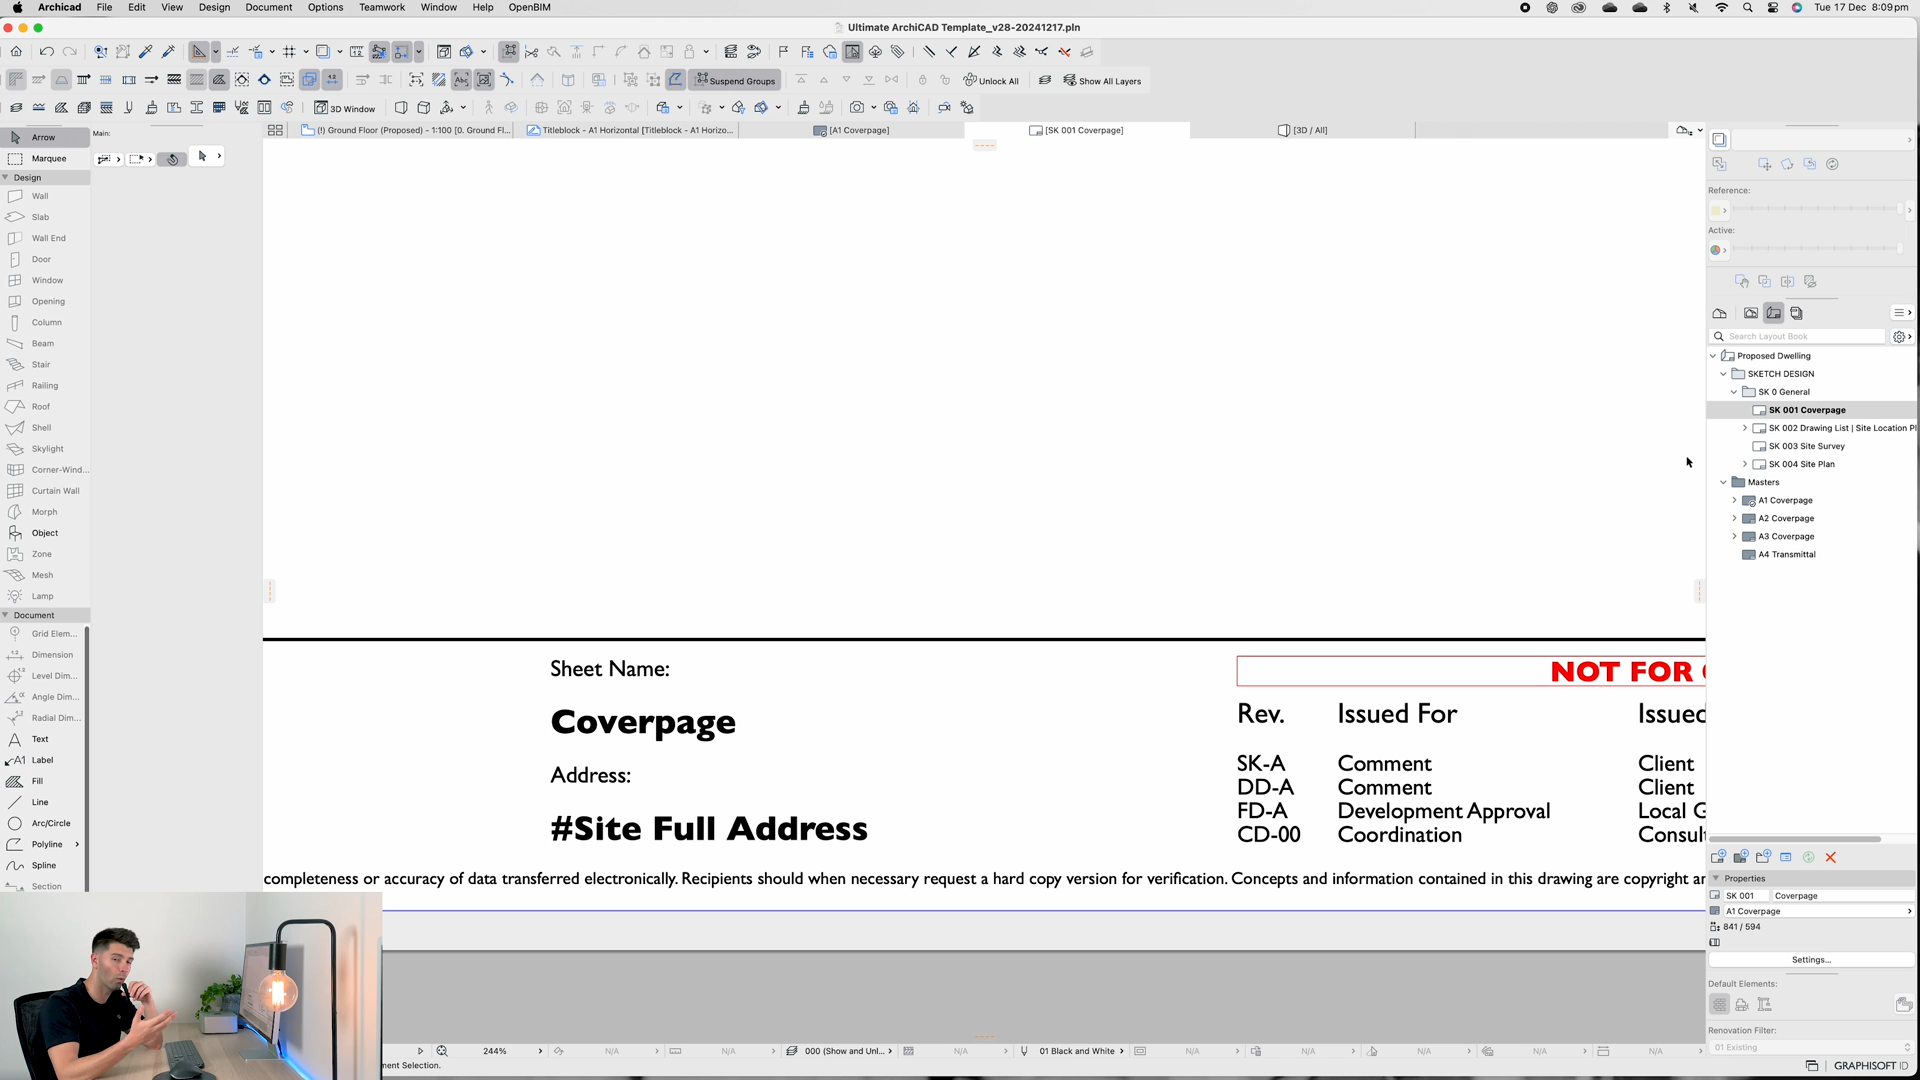 Archicad File Edit View Design Document Options Teamwork Window Help OpenBIM
Tue 17 Dec 8:09 pm
Ultimate ArchiCAD Template_v28-20241217.pln
Suspend Groups
Unlock All
Show All Layers
3D Window
Arrow
Main:
(!) Ground Floor (Proposed) - 1:100 [0. Ground Fl...
Titleblock - A1 Horizontal [Titleblock - A1 Horizo...
[A1 Coverpage]
[SK 001 Coverpage]
[3D / All]
Marquee
Design
Wall
Slab
Wall End
Door
Window
Opening
Column
Beam
Stair
Railing
Roof
Shell
Skylight
Corner-Wind...
Curtain Wall
Morph
Object
Zone
Mesh
Lamp
Document
Grid Elem...
Dimension
Level Dim...
Angle Dim...
Radial Dim...
Text
Label
Fill
Line
Arc/Circle
Polyline
Spline
Section
Sheet Name:
Coverpage
Address:
#Site Full Address
NOT FOR
Rev. Issued For Issued
SK-A Comment Client
DD-A Comment Client
FD-A Development Approval Local G
CD-00 Coordination Consult
completeness or accuracy of data transferred electronically. Recipients should when necessary request a hard copy version for verification. Concepts and information contained in this drawing are copyright ar
Reference:
Active:
Search Layout Book
Proposed Dwelling
SKETCH DESIGN
SK 0 General
SK 001 Coverpage
SK 002 Drawing List | Site Location Pl
SK 003 Site Survey
SK 004 Site Plan
Masters
A1 Coverpage
A2 Coverpage
A3 Coverpage
A4 Transmittal
Properties
SK 001 Coverpage
A1 Coverpage
841 / 594
Settings...
Default Elements:
Renovation Filter:
01 Existing
244%
N/A
N/A
000 (Show and Unl...
N/A
01 Black and White
N/A
N/A
N/A
N/A
N/A
ment Selection.
GRAPHISOFT ID